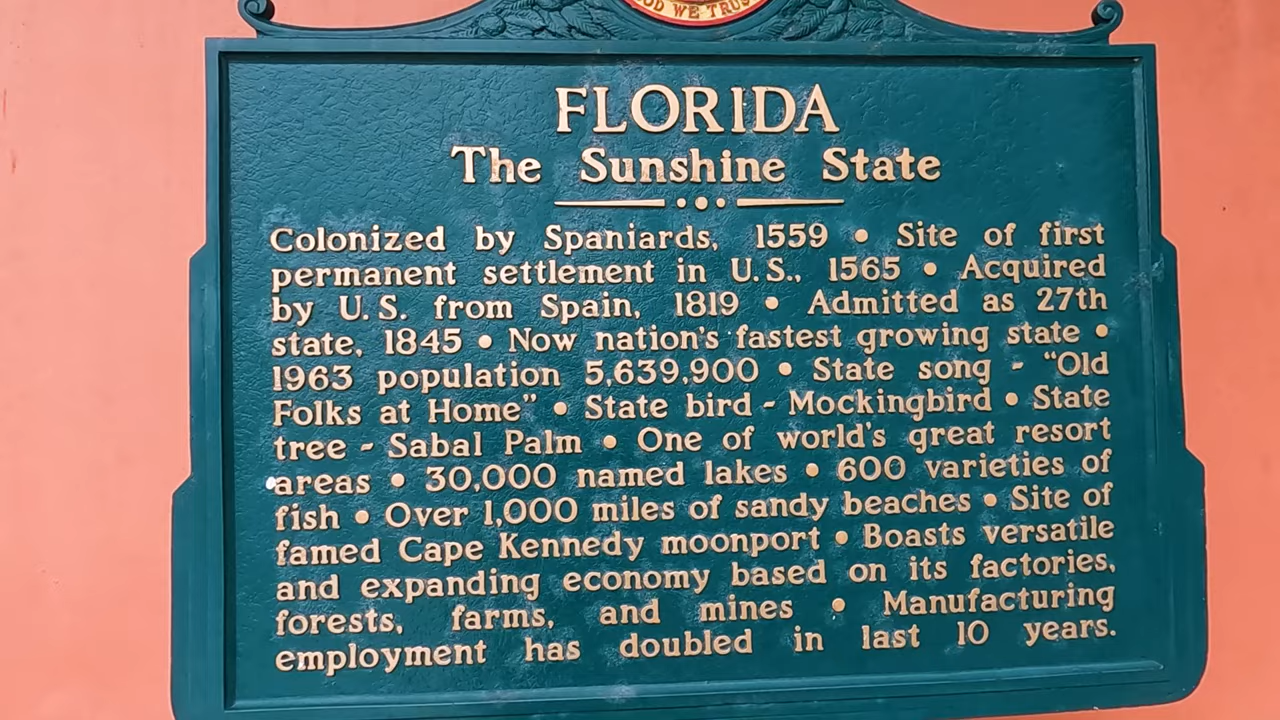 OD WE TRUS
FLORIDA
The Sunshine State
Colonized by Spaniards, 1559 • Site of first
permanent settlement in U.S., 1565 • Acquired
by U.S. from Spain, 1819 • Admitted as 27th
state, 1845 • Now nation's fastest growing state •
1963 population 5,639,900 • State song - "Old
Folks at Home" • State bird - Mockingbird • State
tree - Sabal Palm • One of world's great resort
areas • 30,000 named lakes • 600 varieties of
fish • Over 1,000 miles of sandy beaches • Site of
famed Cape Kennedy moonport • Boasts versatile
and expanding economy based on its factories,
forests, farms, and mines • Manufacturing
employment has doubled in last 10 years.